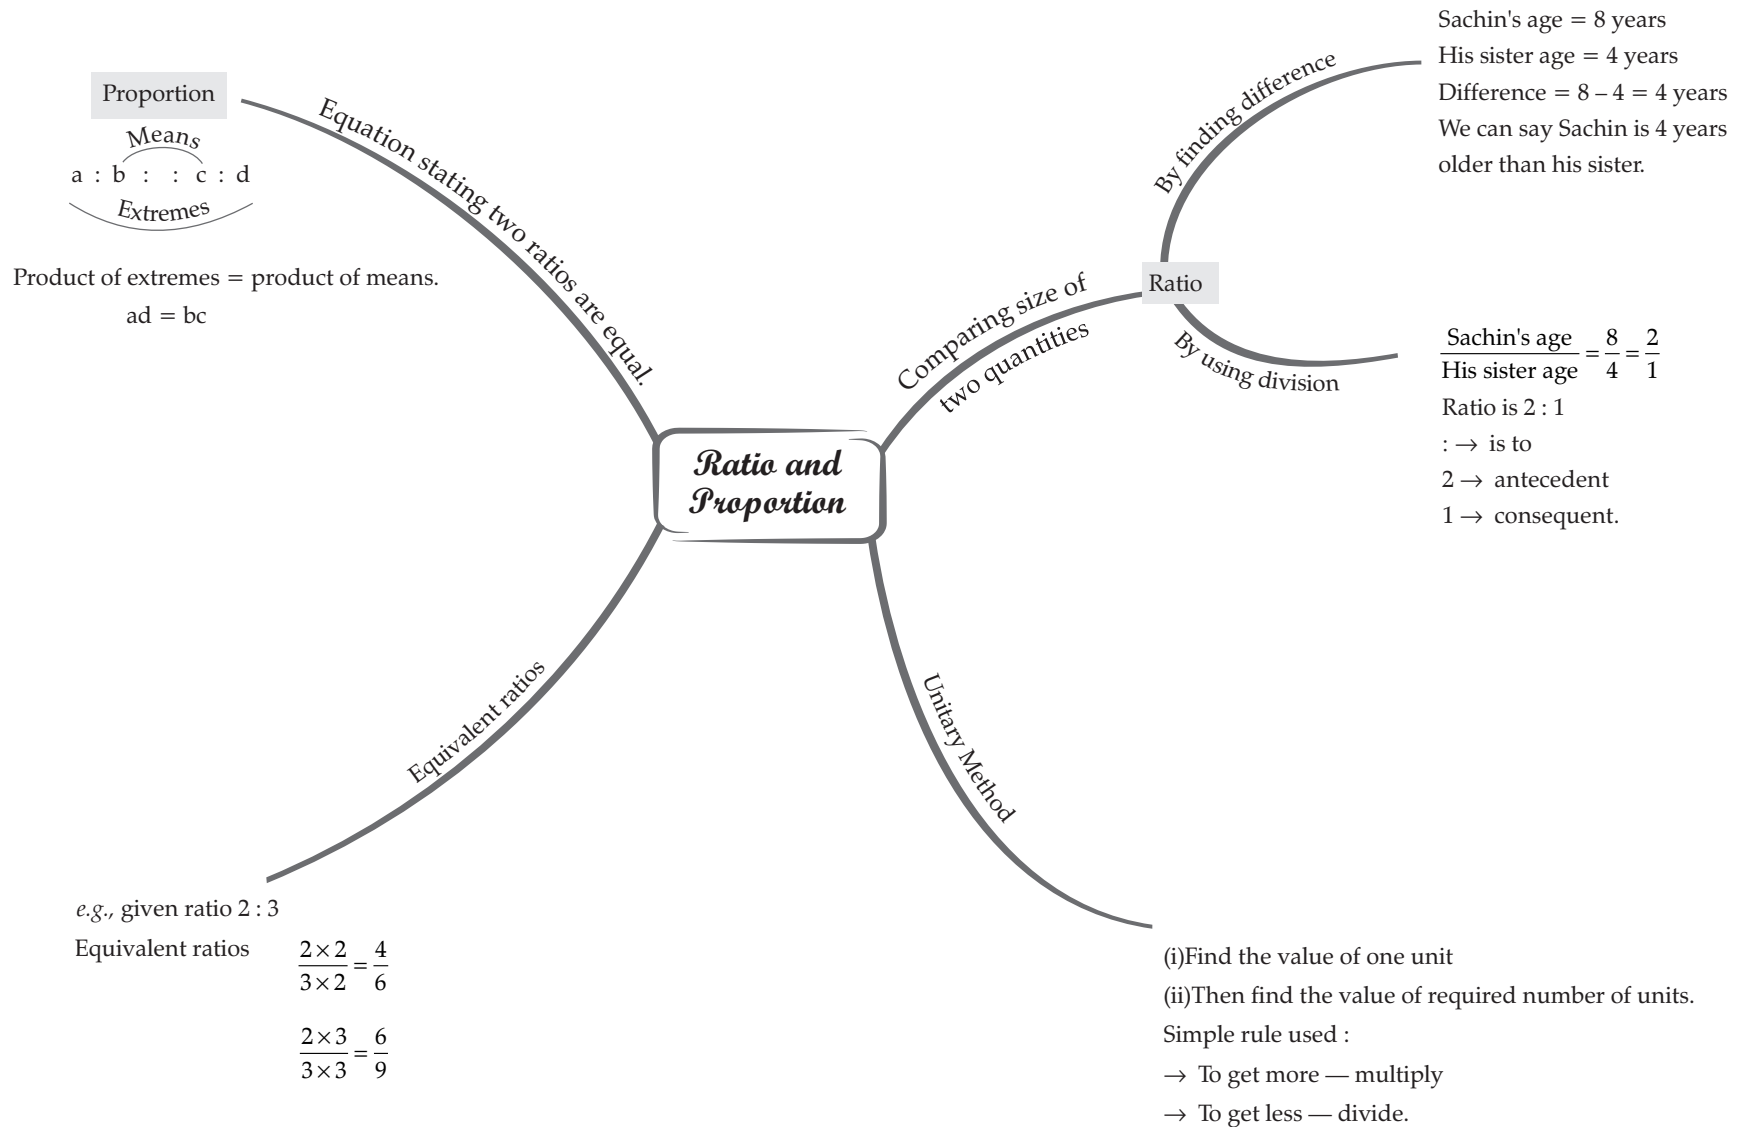 Ratio and
Proportion
Equation stating two ratios are equal.
Proportion
Means
a : b : : c : d
Extremes
Product of extremes = product of means.
ad = bc
Comparing size of
two quantities
Ratio
By finding difference
Sachin's age = 8 years
His sister age = 4 years
Difference = 8 – 4 = 4 years
We can say Sachin is 4 years
older than his sister.
By using division
Sachin's age / His sister age = 8/4 = 2/1
Ratio is 2 : 1
: → is to
2 → antecedent
1 → consequent.
Equivalent ratios
e.g., given ratio 2 : 3
Equivalent ratios 2×2 / 3×2 = 4/6
2×3 / 3×3 = 6/9
Unitary Method
(i)Find the value of one unit
(ii)Then find the value of required number of units.
Simple rule used :
→ To get more — multiply
→ To get less — divide.